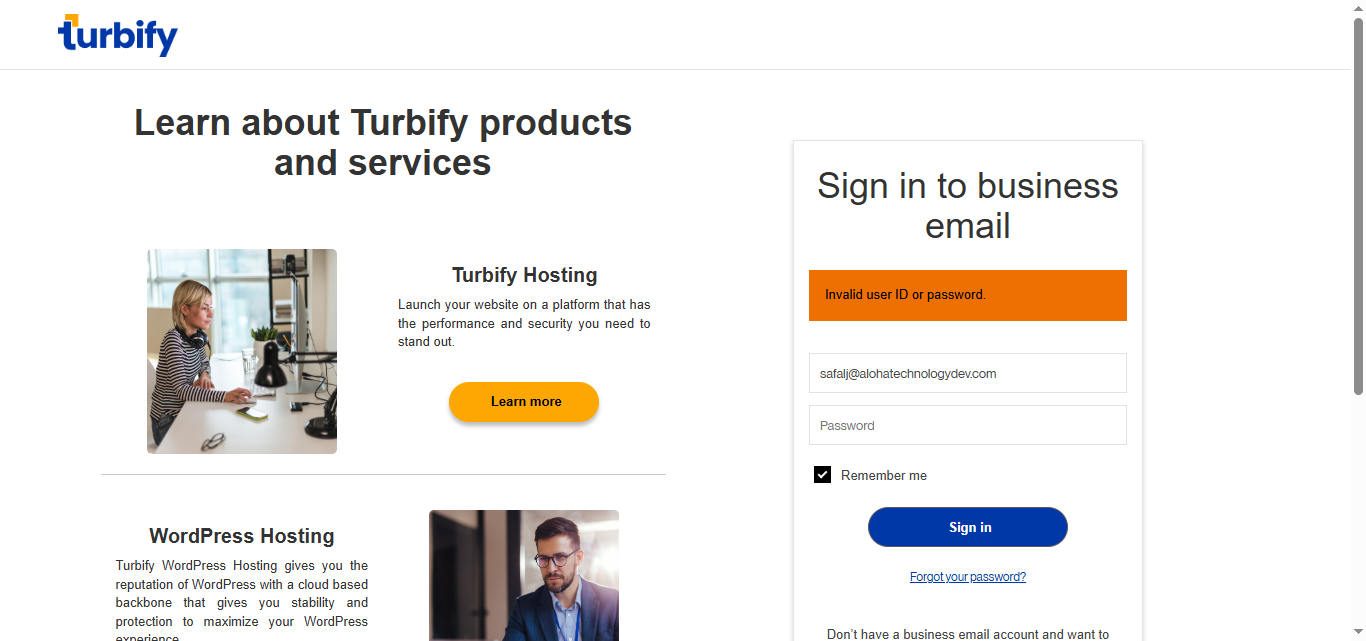 turbify
Learn about Turbify products
and services
Turbify Hosting
Launch your website on a platform that has
the performance and security you need to
stand out.
Learn more
WordPress Hosting
Turbify WordPress Hosting gives you the
reputation of WordPress with a cloud based
backbone that gives you stability and
protection to maximize your WordPress
experience.
Sign in to business
email
Invalid user ID or password.
safalj@alohatechnologydev.com
Password
Remember me
Sign in
Forgot your password?
Don't have a business email account and want to